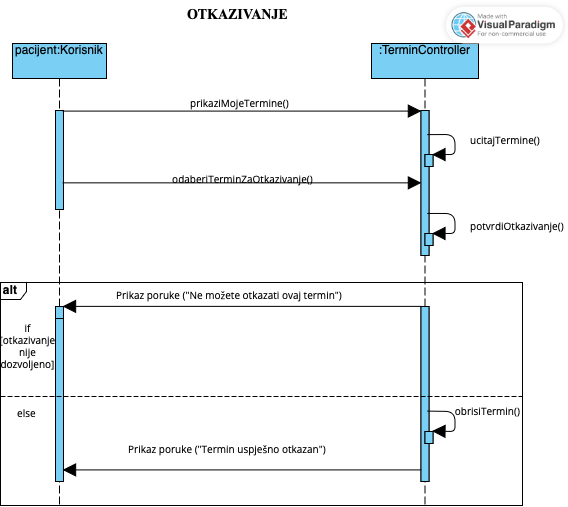 OTKAZIVANJE
Made with
Visual Paradigm
For non-commercial use
pacijent:Korisnik
:TerminController
prikaziMojeTermine()
ucitajTermine()
odaberiTerminZaOtkazivanje()
potvrdiOtkazivanje()
alt
Prikaz poruke ("Ne možete otkazati ovaj termin")
if
[otkazivanje
nije
dozvoljeno]
else
obrisiTermin()
Prikaz poruke ("Termin uspješno otkazan")